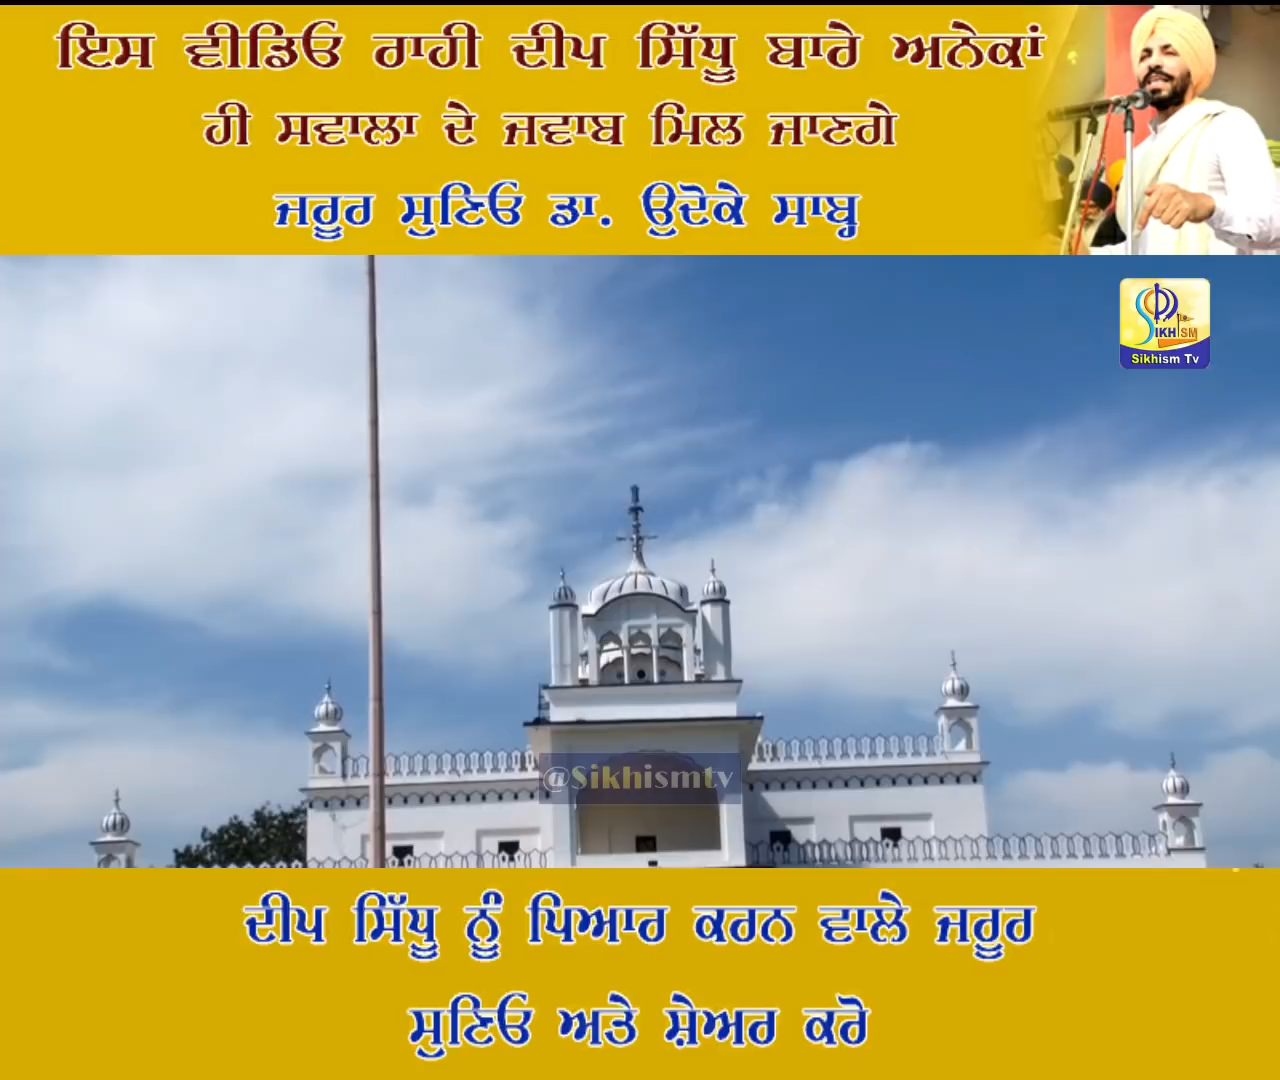 ਇਸ ਵੀਡਿਓ ਰਾਹੀ ਦੀਪ ਸਿੱਧੂ ਬਾਰੇ ਅਨੇਕਾਂ
ਹੀ ਸਵਾਲਾ ਦੇ ਜਵਾਬ ਮਿਲ ਜਾਣਗੇ
ਜਰੂਰ ਸੁਣਿਓ ਡਾ. ਉਦੋਕੇ ਸਾਬ੍ਹ
SIKHISM
Sikhism Tv
@Sikhismtv
ਦੀਪ ਸਿੱਧੂ ਨੂੰ ਪਿਆਰ ਕਰਨ ਵਾਲੇ ਜਰੂਰ
ਸੁਣਿਓ ਅਤੇ ਸ਼ੇਅਰ ਕਰੋ